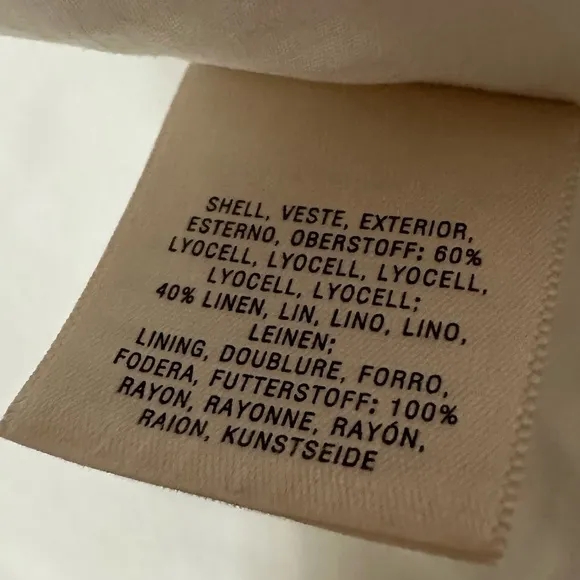 SHELL, VESTE, EXTERIOR,
ESTERNO, OBERSTOFF: 60%
LYOCELL, LYOCELL, LYOCELL,
LYOCELL, LYOCELL;
40% LINEN, LIN, LINO, LINO,
LEINEN;
LINING, DOUBLURE, FORRO,
FODERA, FUTTERSTOFF: 100%
RAYON, RAYONNE, RAYÓN,
RAION, KUNSTSEIDE